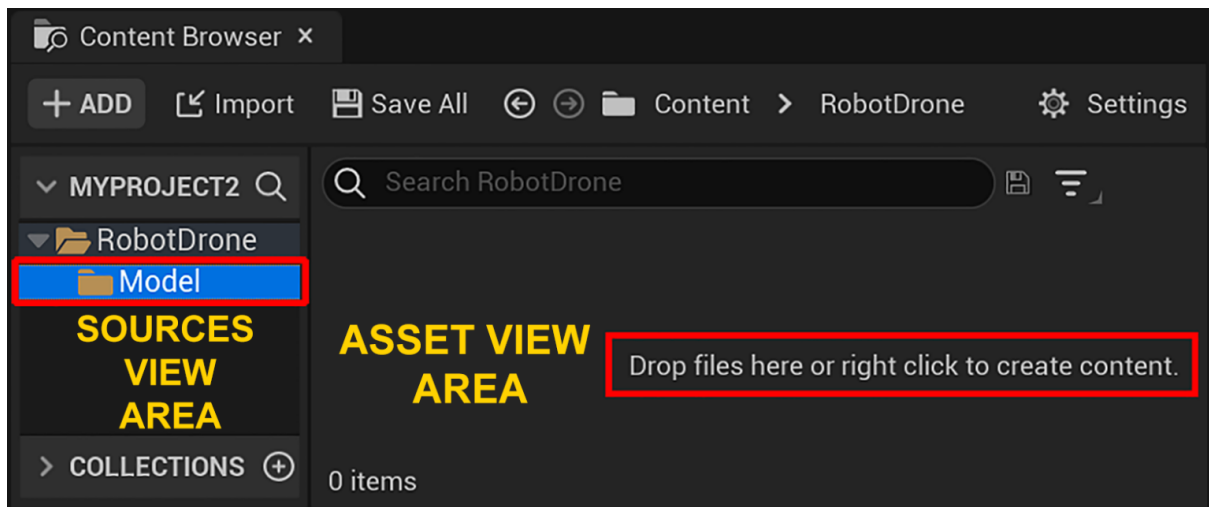 Content Browser ×
+ ADD Import Save All Content > RobotDrone Settings
MYPROJECT2
Search RobotDrone
RobotDrone
Model
SOURCES
VIEW
AREA
ASSET VIEW
AREA
Drop files here or right click to create content.
COLLECTIONS
0 items